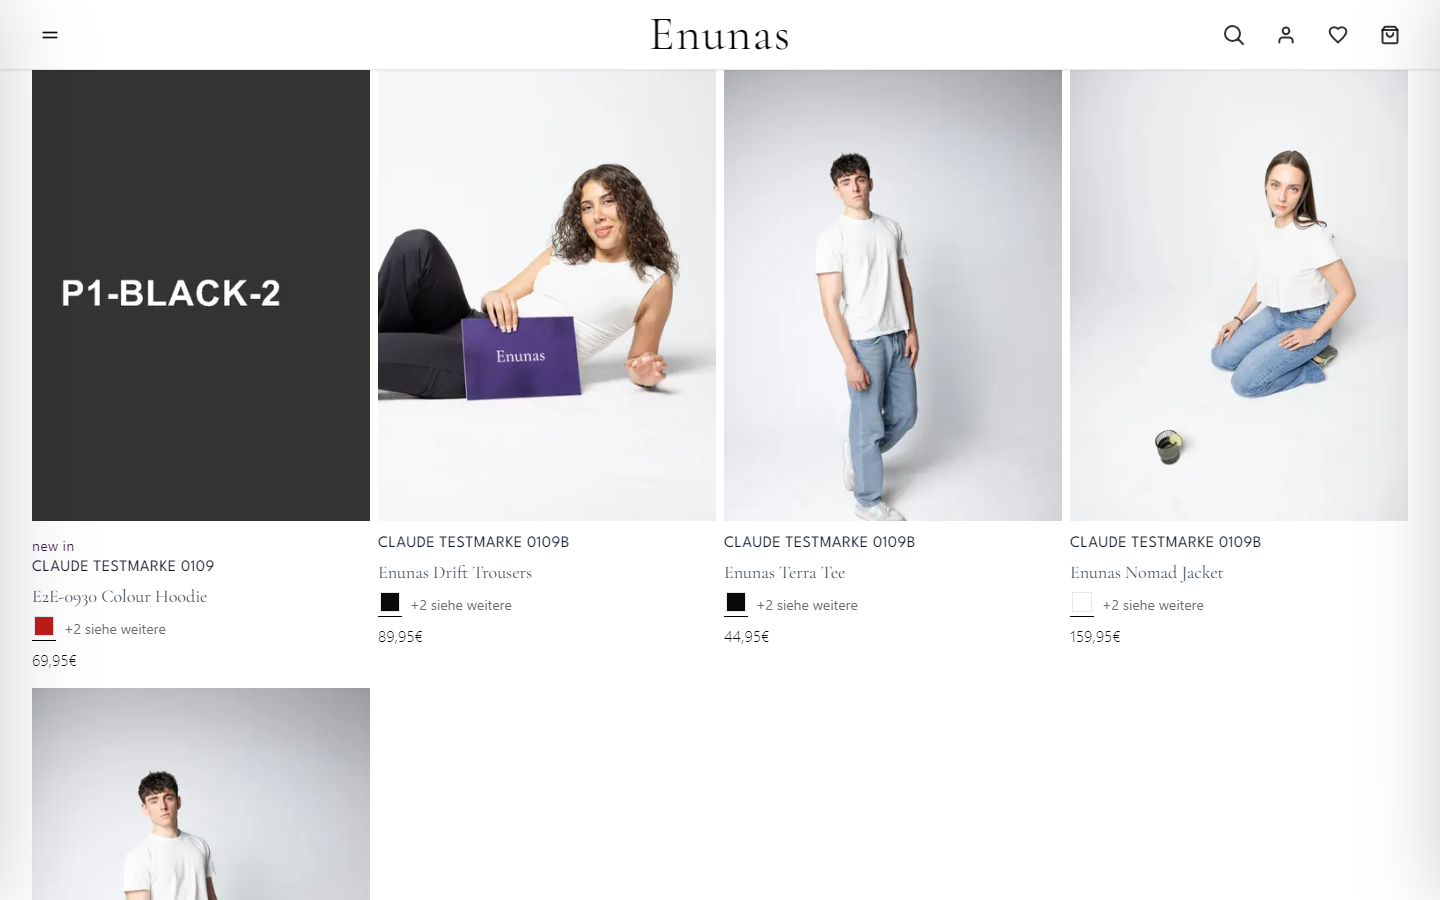 Enunas
P1-BLACK-2
Enunas
new in
CLAUDE TESTMARKE 0109
E2E-0930 Colour Hoodie
+2 siehe weitere
69,95€
CLAUDE TESTMARKE 0109B
Enunas Drift Trousers
+2 siehe weitere
89,95€
CLAUDE TESTMARKE 0109B
Enunas Terra Tee
+2 siehe weitere
44,95€
CLAUDE TESTMARKE 0109B
Enunas Nomad Jacket
+2 siehe weitere
159,95€